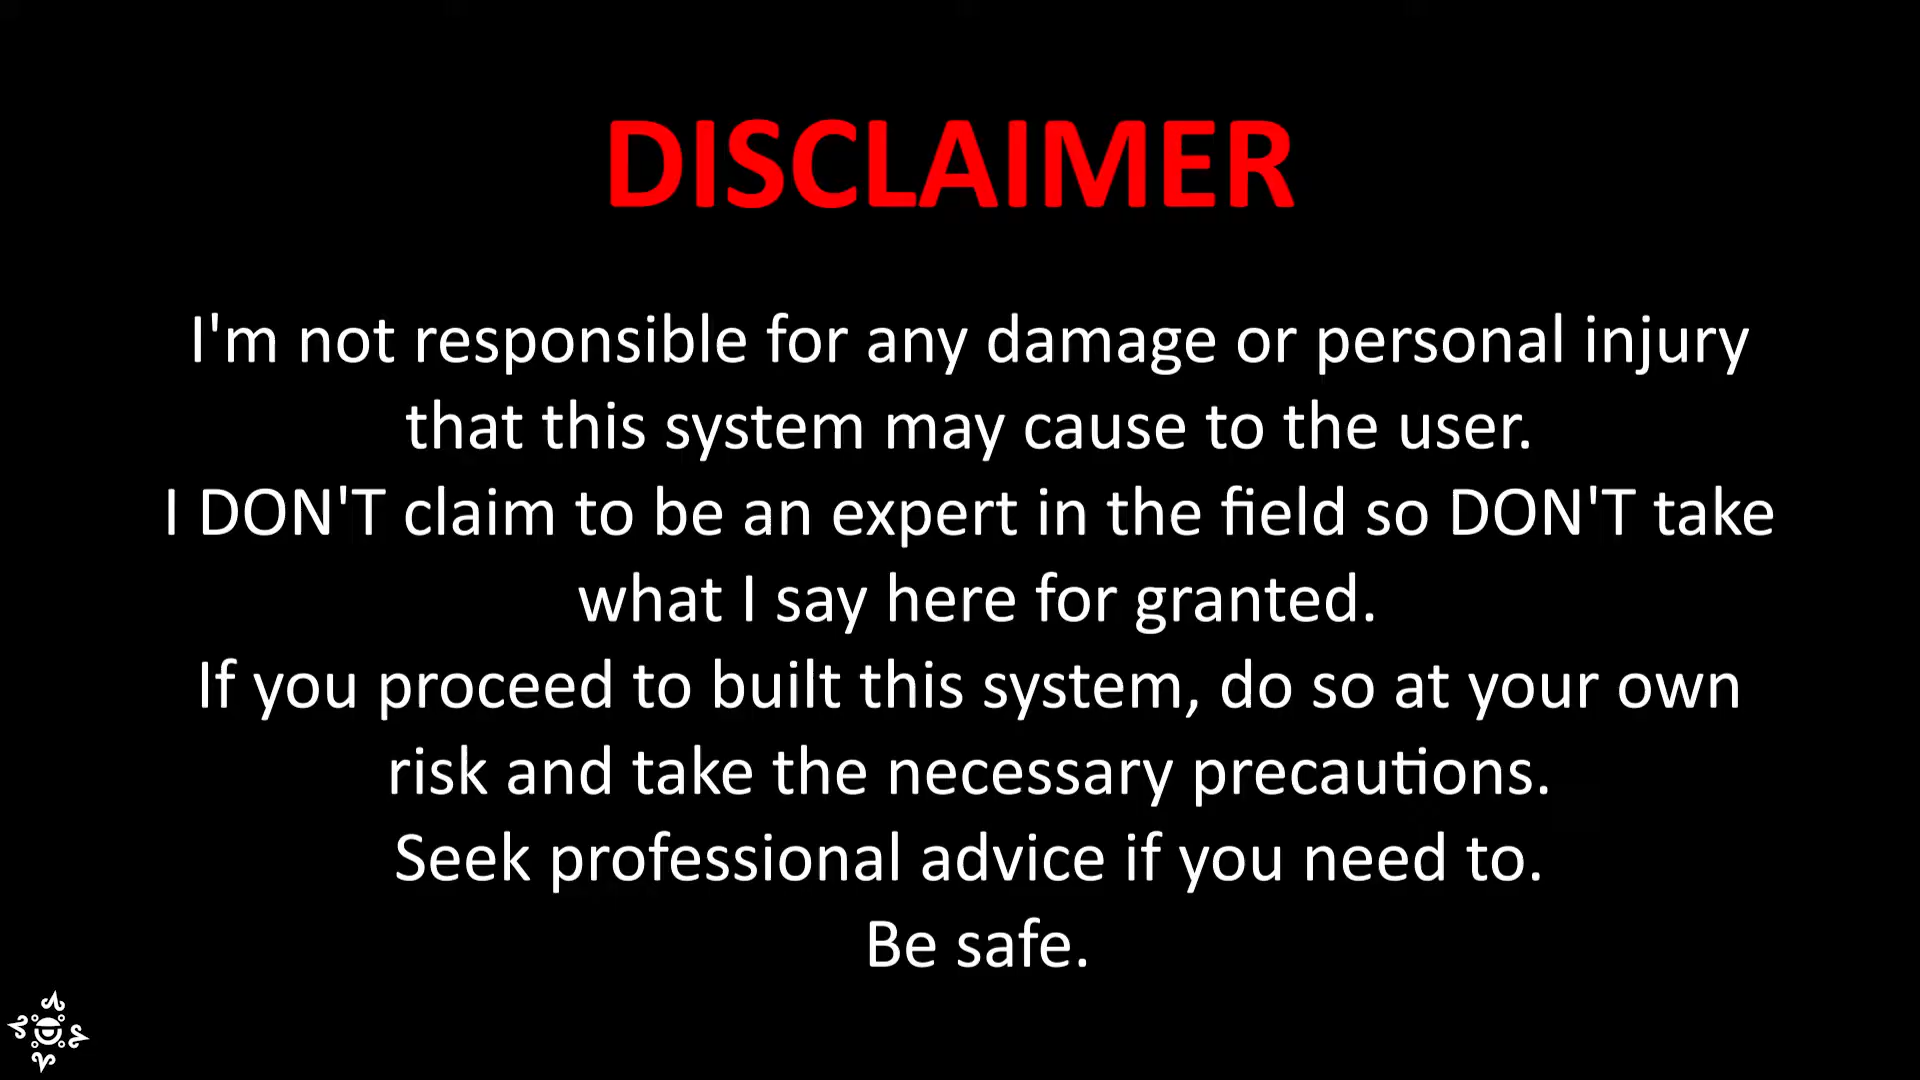 DISCLAIMER
I'm not responsible for any damage or personal injury
that this system may cause to the user.
I DON'T claim to be an expert in the field so DON'T take
what I say here for granted.
If you proceed to built this system, do so at your own
risk and take the necessary precautions.
Seek professional advice if you need to.
Be safe.